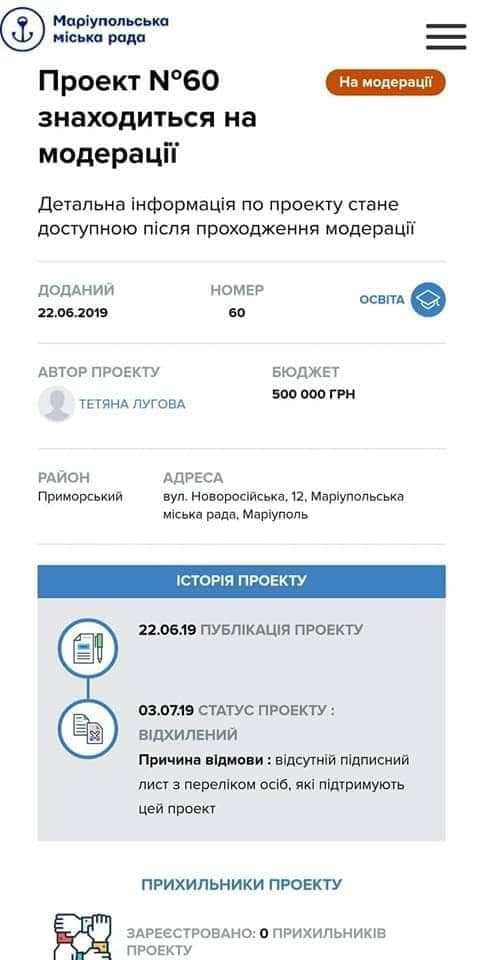 Маріупольська
міська рада
Проект №60
знаходиться на
модерації
На модерації
Детальна інформація по проекту стане
доступною після проходження модерації
ДОДАНИЙ
22.06.2019
НОМЕР
60
ОСВІТА
АВТОР ПРОЕКТУ
ТЕТЯНА ЛУГОВА
БЮДЖЕТ
500 000 ГРН
РАЙОН
Приморський
АДРЕСА
вул. Новоросійська, 12, Маріупольська
міська рада, Маріуполь
ІСТОРІЯ ПРОЕКТУ
22.06.19 ПУБЛІКАЦІЯ ПРОЕКТУ
03.07.19 СТАТУС ПРОЕКТУ :
ВІДХИЛЕНИЙ
Причина відмови : відсутній підписний
лист з переліком осіб, які підтримують
цей проект
ПРИХИЛЬНИКИ ПРОЕКТУ
ЗАРЕЄСТРОВАНО: 0 ПРИХИЛЬНИКІВ
ПРОЕКТУ